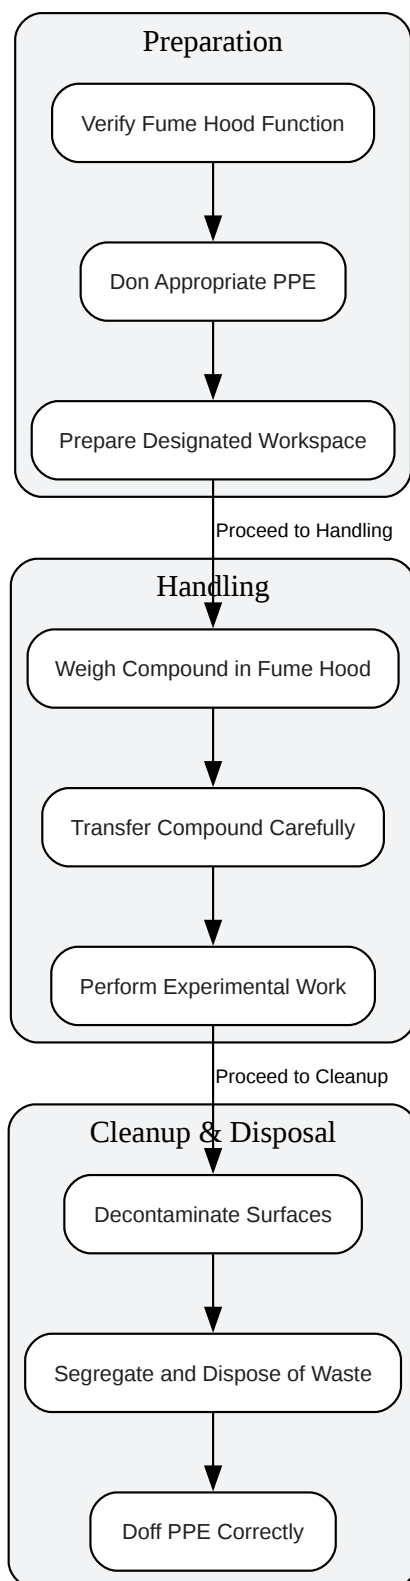 Preparation
Verify Fume Hood Function
Don Appropriate PPE
Prepare Designated Workspace
Proceed to Handling
Handling
Weigh Compound in Fume Hood
Transfer Compound Carefully
Perform Experimental Work
Proceed to Cleanup
Cleanup & Disposal
Decontaminate Surfaces
Segregate and Dispose of Waste
Doff PPE Correctly